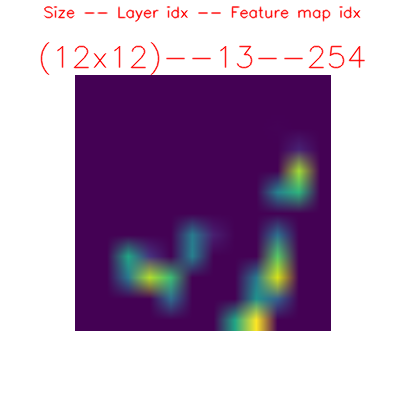 Size -- Layer idx -- Feature map idx
(12x12)--13--254